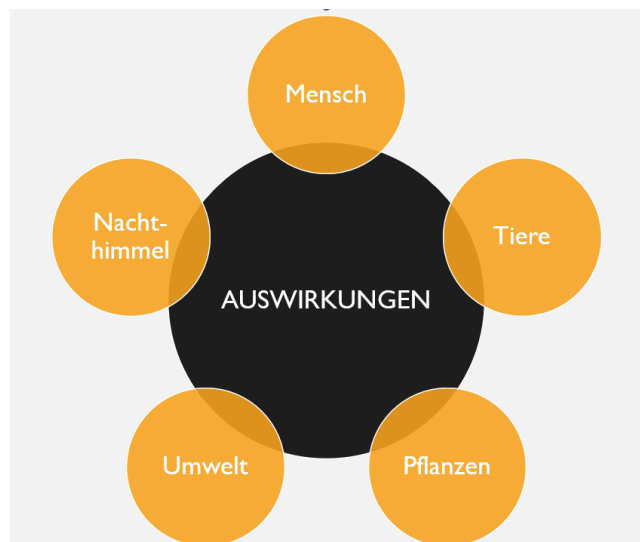 Mensch
Nacht-
himmel
Tiere
AUSWIRKUNGEN
Umwelt
Pflanzen